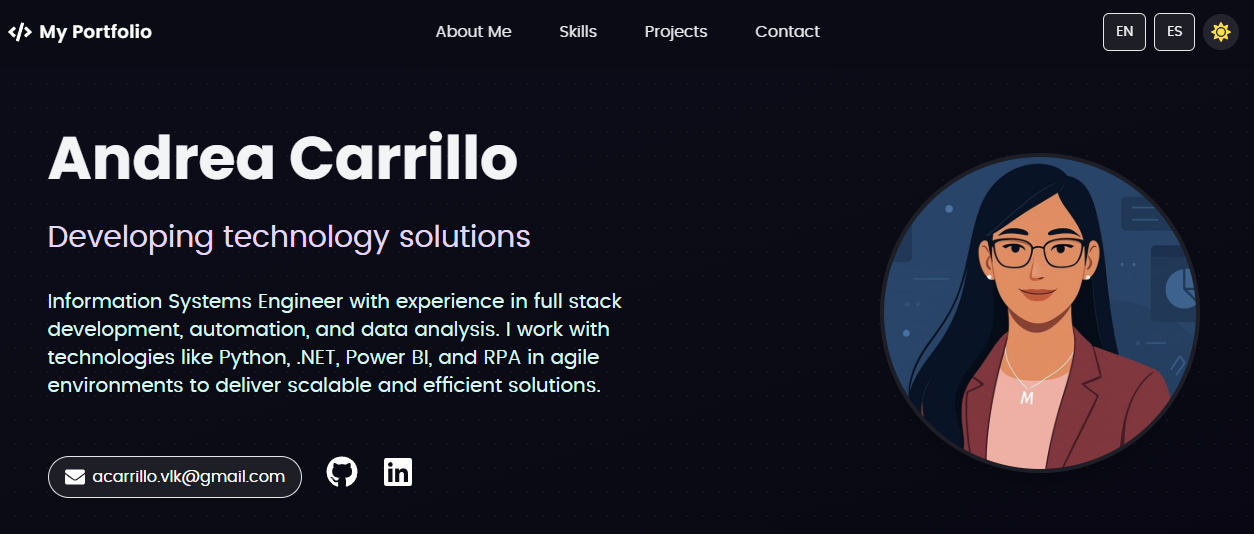 </> My Portfolio
About Me
Skills
Projects
Contact
EN
ES
Andrea Carrillo
Developing technology solutions
Information Systems Engineer with experience in full stack
development, automation, and data analysis. I work with
technologies like Python, .NET, Power BI, and RPA in agile
environments to deliver scalable and efficient solutions.
M
acarrillo.vlk@gmail.com
in